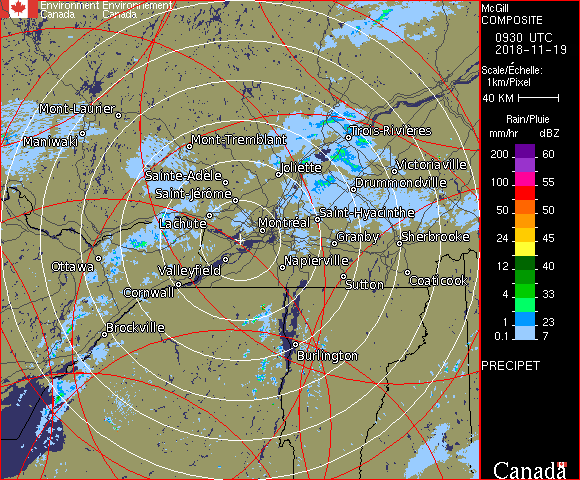 Environment Environnement
Canada Canada
McGill
COMPOSITE
0930 UTC
2018-11-19
Scale/Échelle:
1km/Pixel
40 KM
Rain/Pluie
mm/hr dBZ
200 60
150 57
100 55
50 50
24 45
12 40
4 33
1 23
0.1 7
PRECIPET
Mont-Laurier
Maniwaki
Mont-Tremblant
Trois-Rivières
Joliette
Victoriaville
Sainte-Adèle
Drummondville
Saint-Jérôme
Saint-Hyacinthe
Lachute
Montréal
Granby
Sherbrooke
Ottawa
Valleyfield
Napierville
Cornwall
Sutton
Coaticook
Brockville
Burlington
Canada